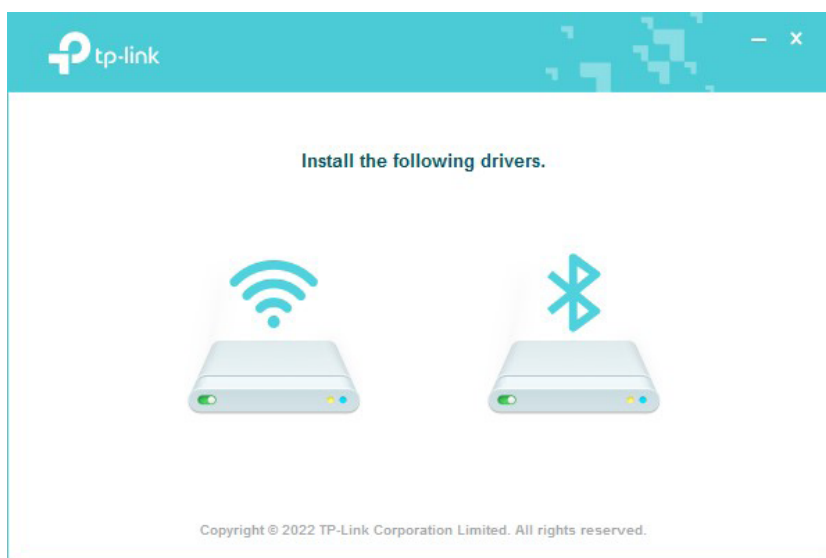 tp-link
Install the following drivers.
Copyright © 2022 TP-Link Corporation Limited. All rights reserved.